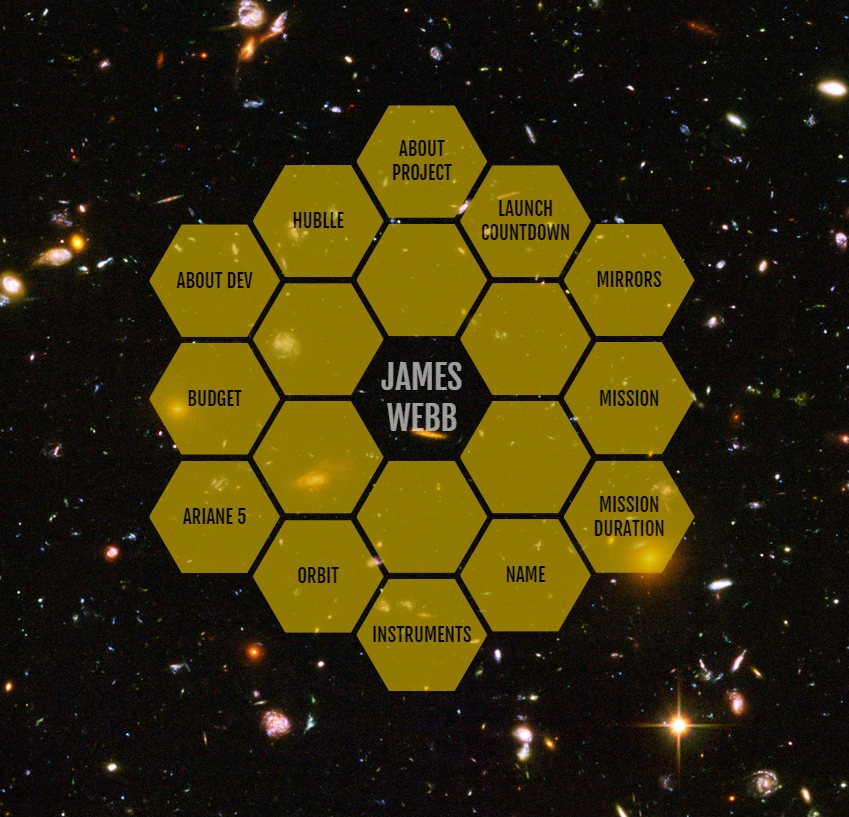 ABOUT
PROJECT
HUBLLE
LAUNCH
COUNTDOWN
ABOUT DEV
MIRRORS
JAMES
WEBB
BUDGET
MISSION
ARIANE 5
MISSION
DURATION
ORBIT
NAME
INSTRUMENTS